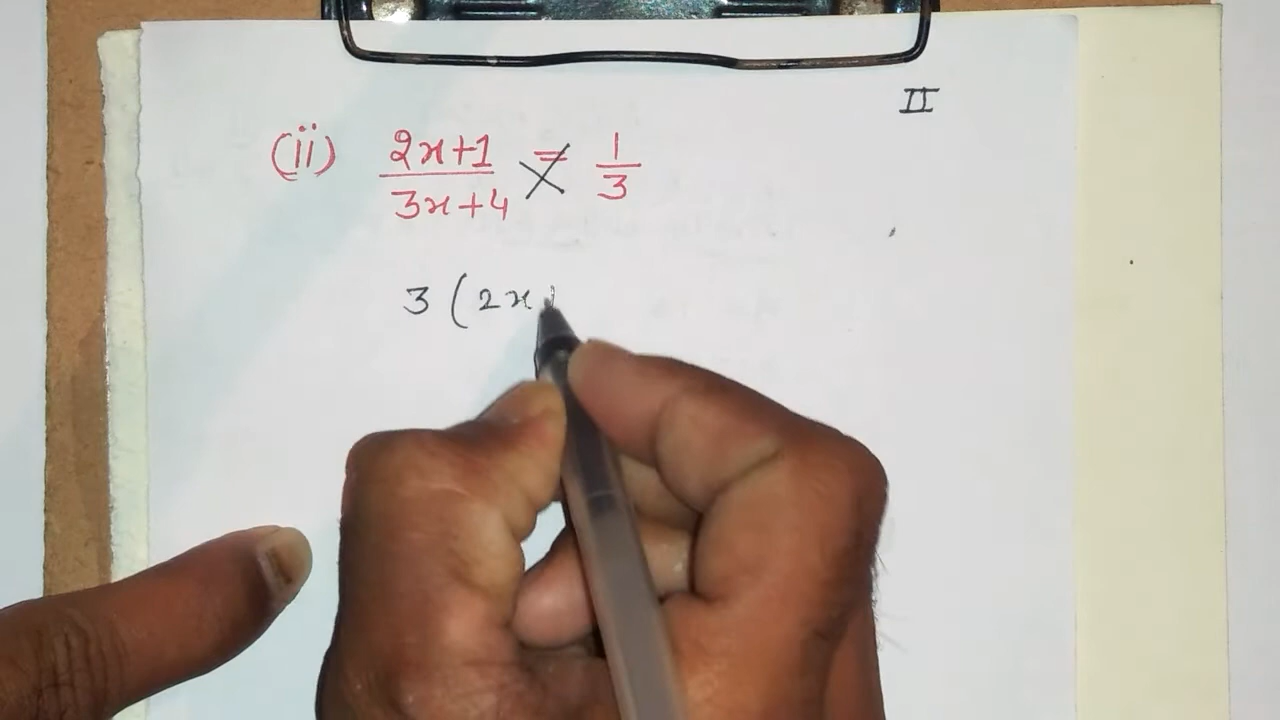 II
(ii) 2x+1/3x+4 = 1/3
3 (2x